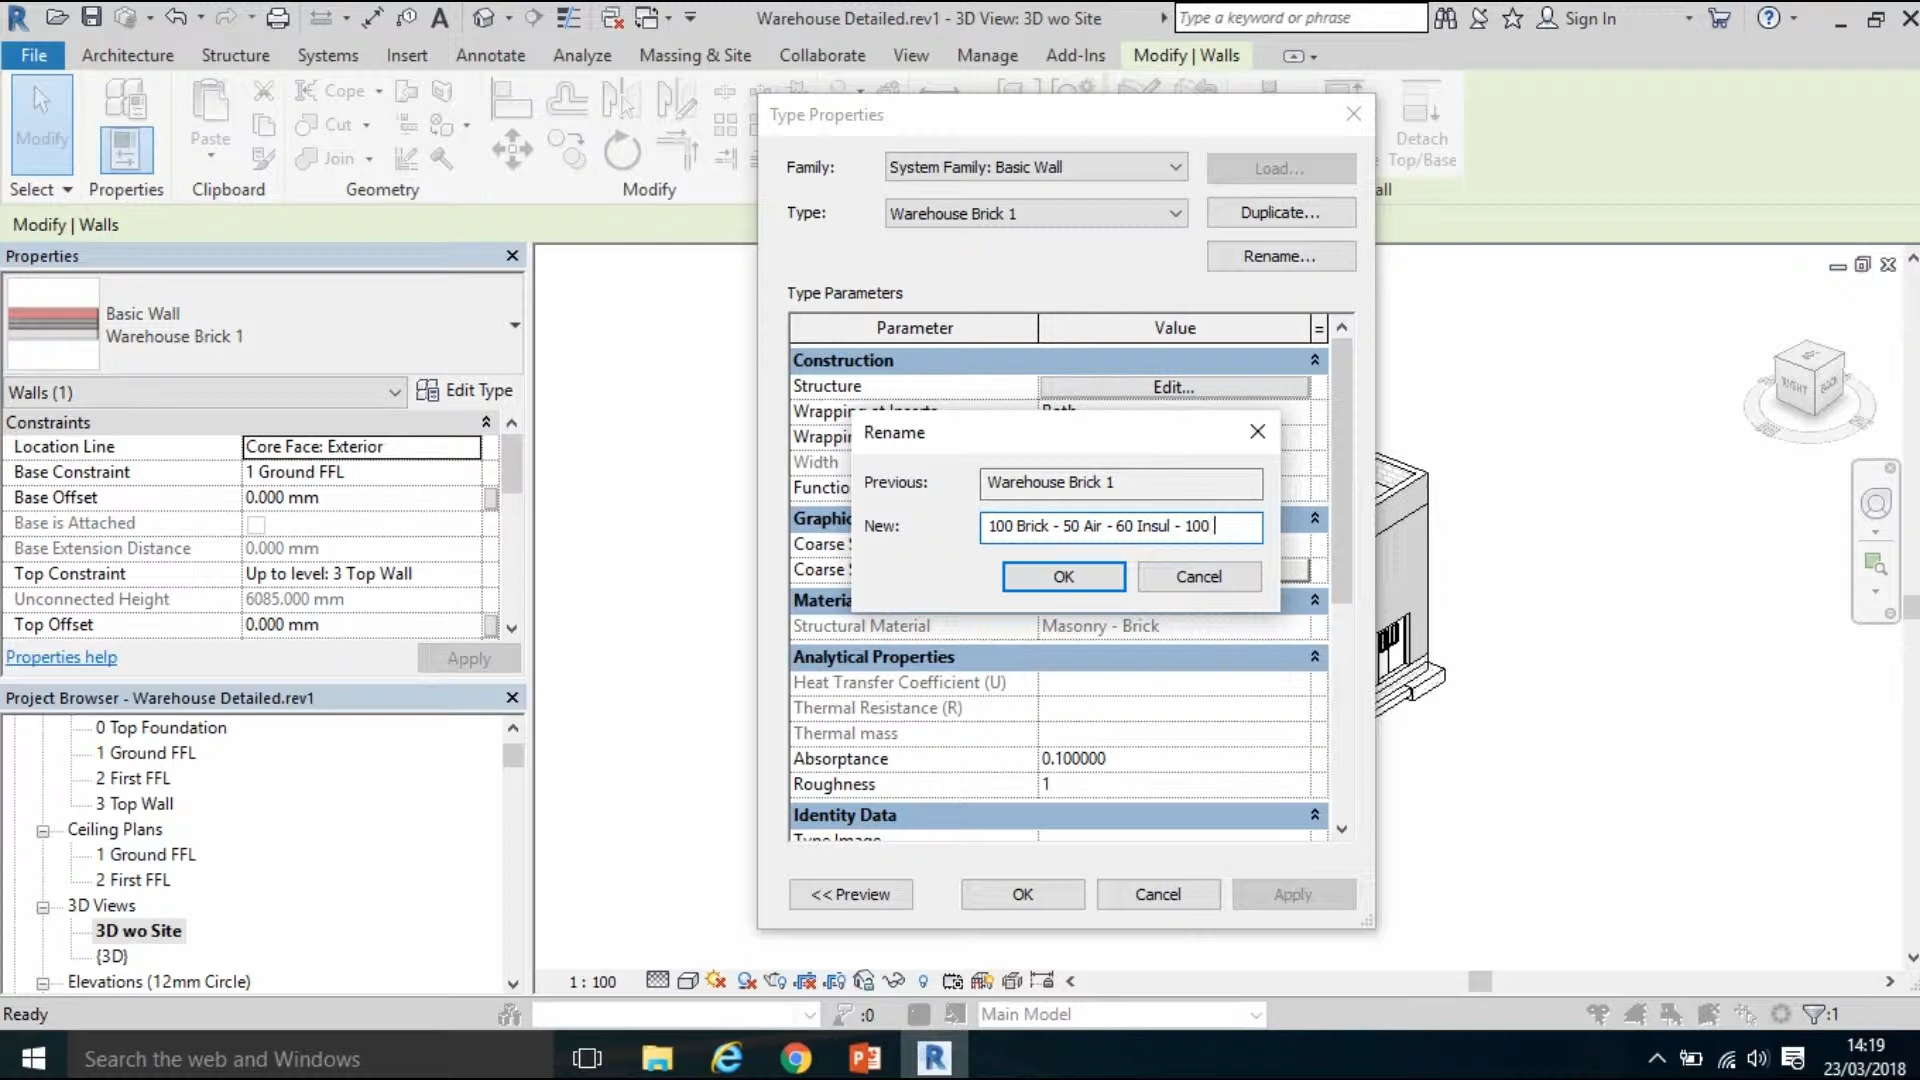 Warehouse Detailed.rev1 - 3D View: 3D wo Site
Type a keyword or phrase
Sign In
File Architecture Structure Systems Insert Annotate Analyze Massing & Site Collaborate View Manage Add-Ins Modify | Walls
Modify
Paste
Cope
Cut
Join
Detach
Top/Base
Select Properties Clipboard Geometry Modify
Modify | Walls
Properties
Basic Wall
Warehouse Brick 1
Walls (1)
Edit Type
Constraints
Location Line Core Face: Exterior
Base Constraint 1 Ground FFL
Base Offset 0.000 mm
Base is Attached
Base Extension Distance 0.000 mm
Top Constraint Up to level: 3 Top Wall
Unconnected Height 6085.000 mm
Top Offset 0.000 mm
Properties help
Apply
Project Browser - Warehouse Detailed.rev1
0 Top Foundation
1 Ground FFL
2 First FFL
3 Top Wall
Ceiling Plans
1 Ground FFL
2 First FFL
3D Views
3D wo Site
{3D}
Elevations (12mm Circle)
Type Properties
Family: System Family: Basic Wall Load...
Type: Warehouse Brick 1 Duplicate...
Rename...
Type Parameters
Parameter Value =
Construction
Structure Edit...
Width
Rename
Previous: Warehouse Brick 1
New: 100 Brick - 50 Air - 60 Insul - 100
OK Cancel
Structural Material Masonry - Brick
Analytical Properties
Heat Transfer Coefficient (U)
Thermal Resistance (R)
Thermal mass
Absorptance 0.100000
Roughness 1
Identity Data
<< Preview OK Cancel Apply
RIGHT
BACK
1 : 100
Ready
:0
Main Model
:1
Search the web and Windows
14:19
23/03/2018